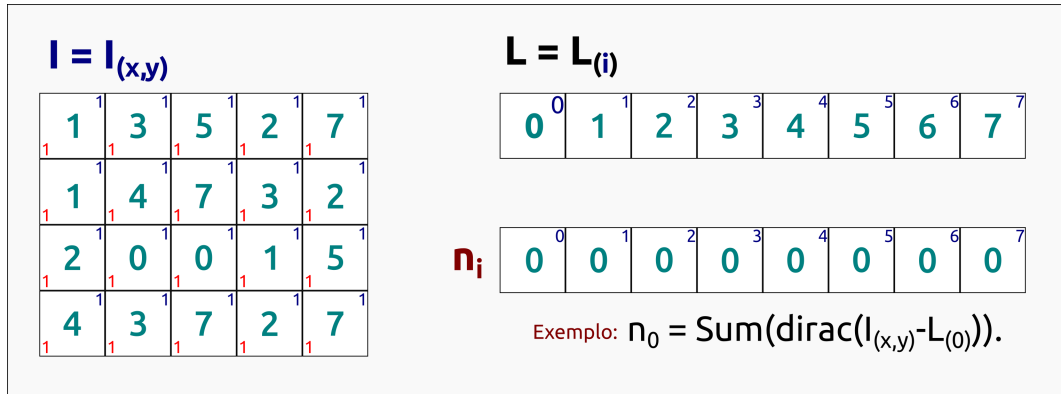 I = I(x,y)
L = L(i)
1 1 1 1 1
1 3 5 2 7
1 1 1 1 1
1 1 1 1 1
1 4 7 3 2
1 1 1 1 1
1 1 1 1 1
2 0 0 1 5
1 1 1 1 1
1 1 1 1 1
4 3 7 2 7
1 1 1 1 1
0 1 2 3 4 5 6 7
0 1 2 3 4 5 6 7
0 1 2 3 4 5 6 7
ni 0 0 0 0 0 0 0 0
Exemplo: n0 = Sum(dirac(I(x,y)-L(0))).